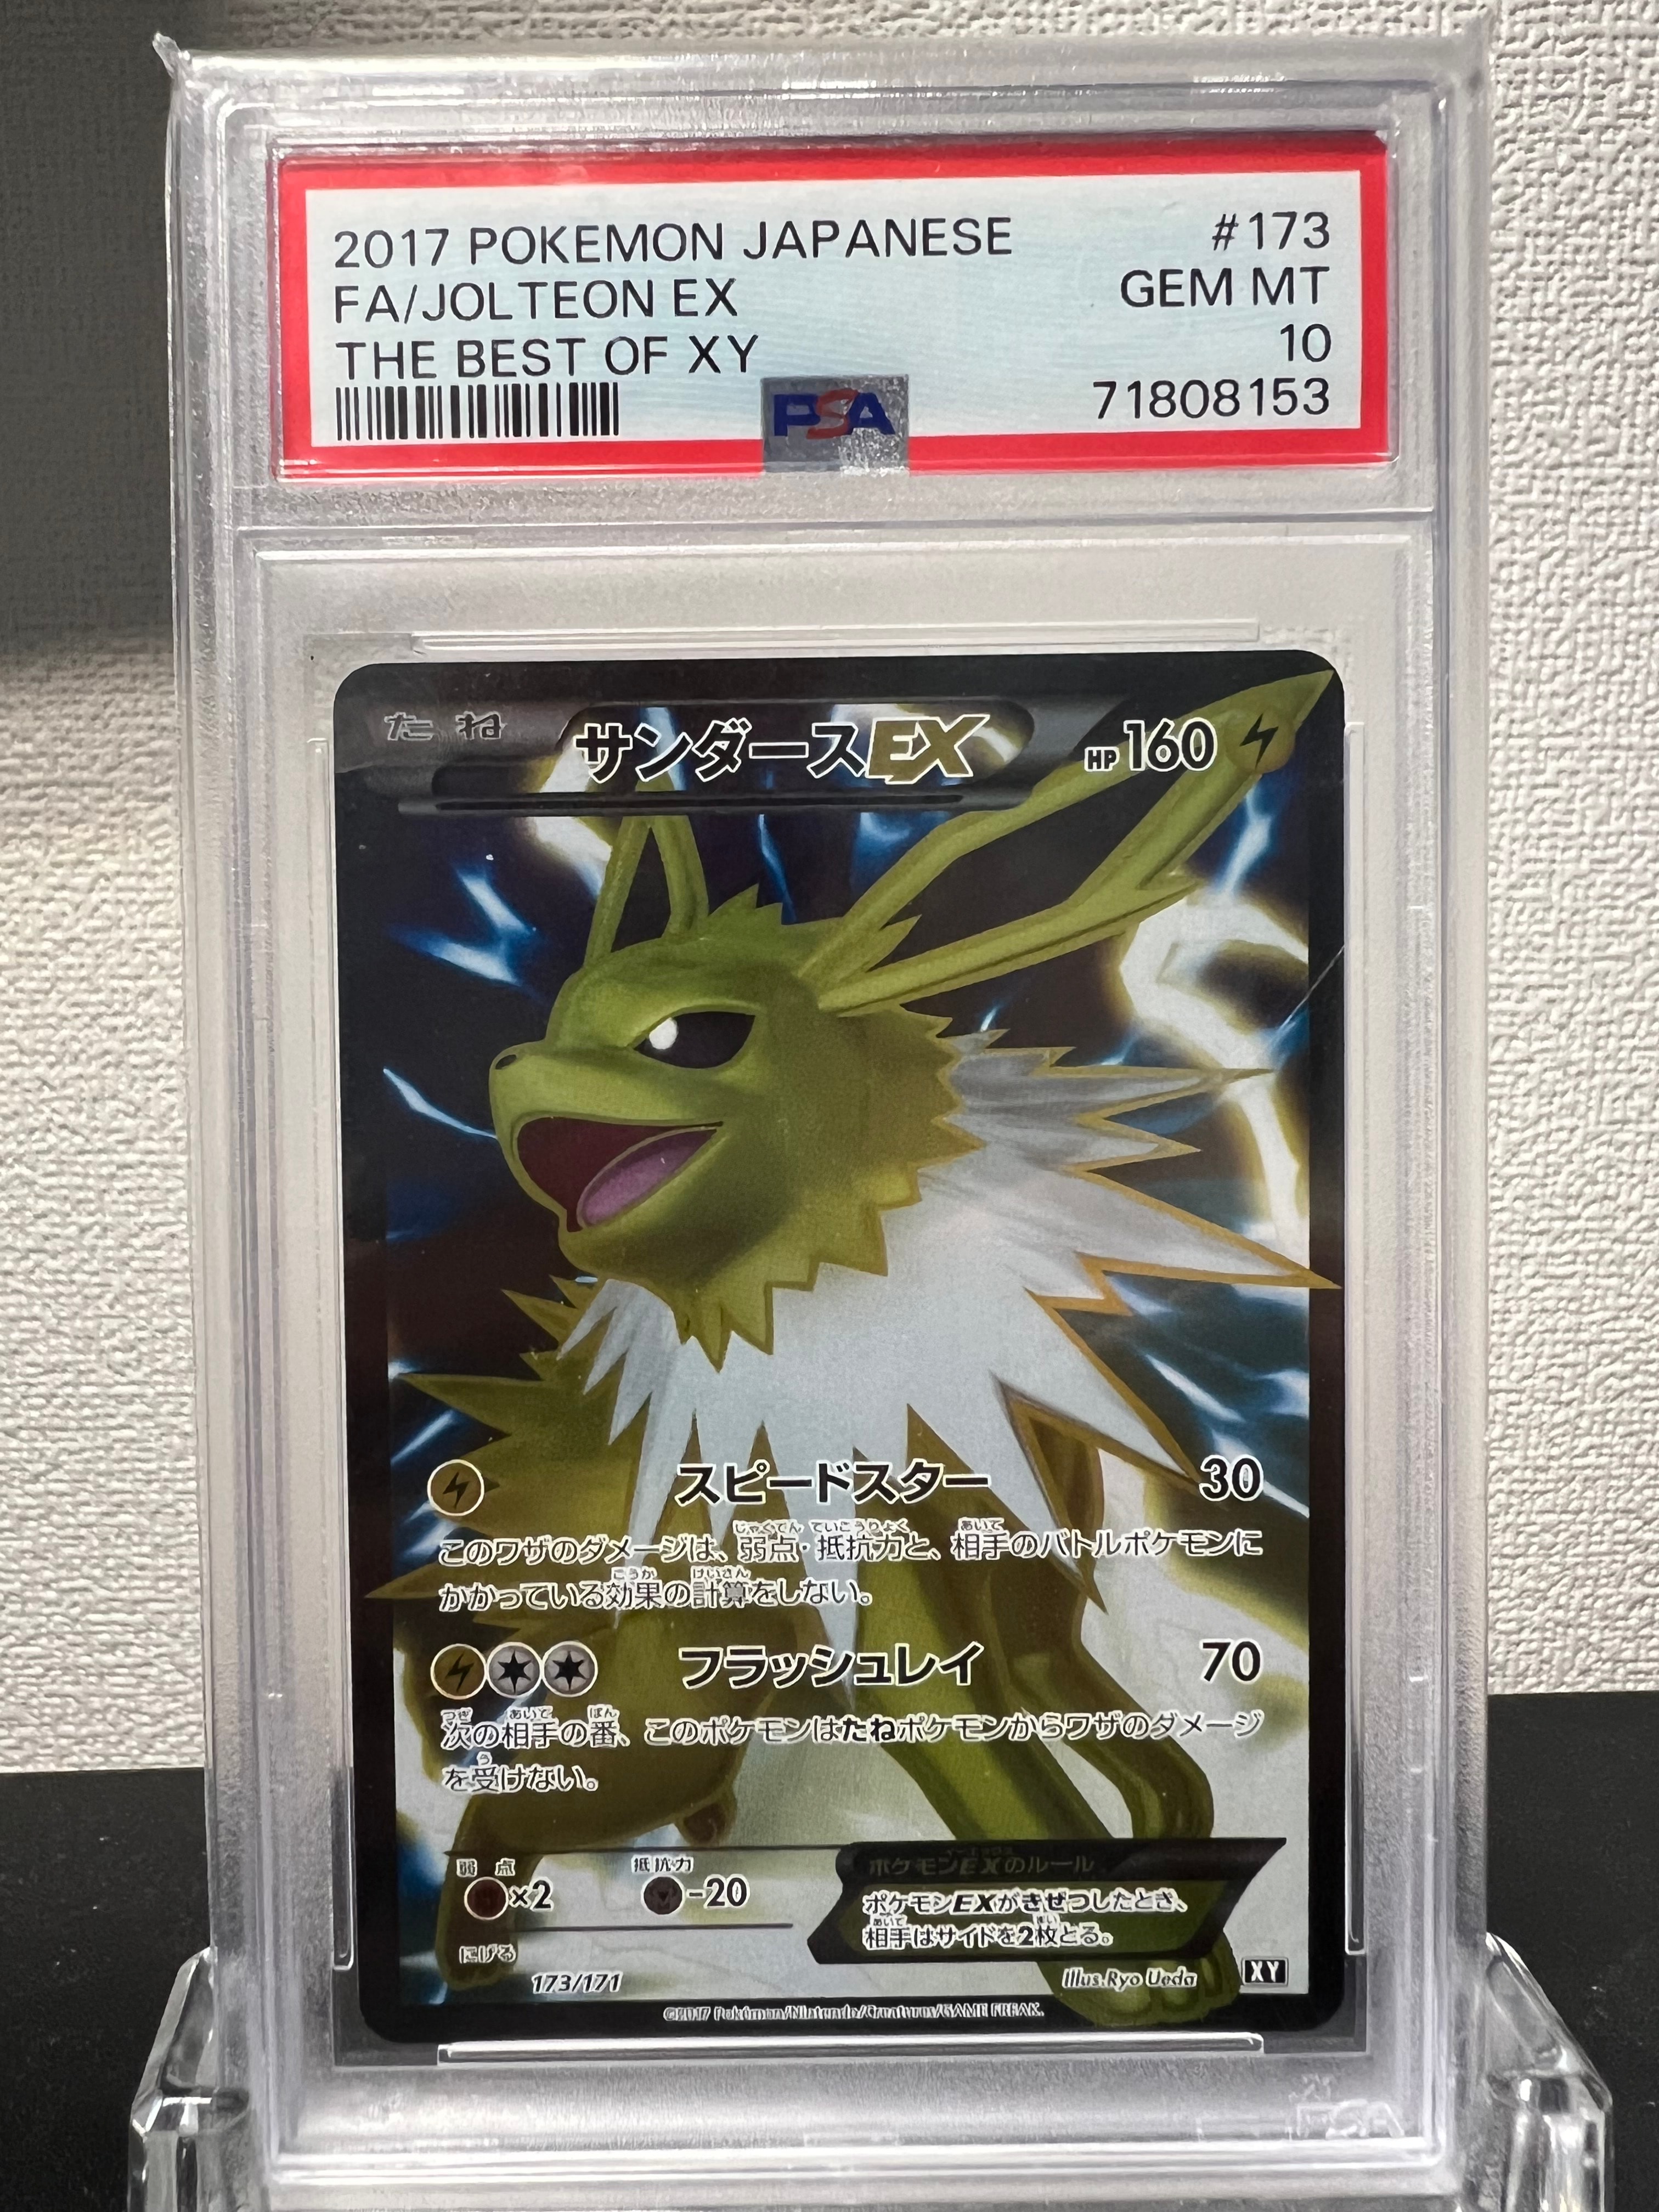 2017 POKEMON JAPANESE #173
FA/JOLTEON EX GEM MT
THE BEST OF XY 10
PSA 71808153
たね サンダースEX HP160
スピードスター 30
このワザのダメージは、弱点・抵抗力と、相手のバトルポケモンに
かかっている効果の計算をしない。
フラッシュレイ 70
次の相手の番、このポケモンはたねポケモンからワザのダメージ
を受けない。
弱点 ×2 抵抗力 -20
ポケモンEXのルール
ポケモンEXがきぜつしたとき、
相手はサイドを2枚とる。
にげる
173/171 Illus.Ryo Ueda XY
©2017 Pokémon/Nintendo/Creatures/GAME FREAK.
PSA